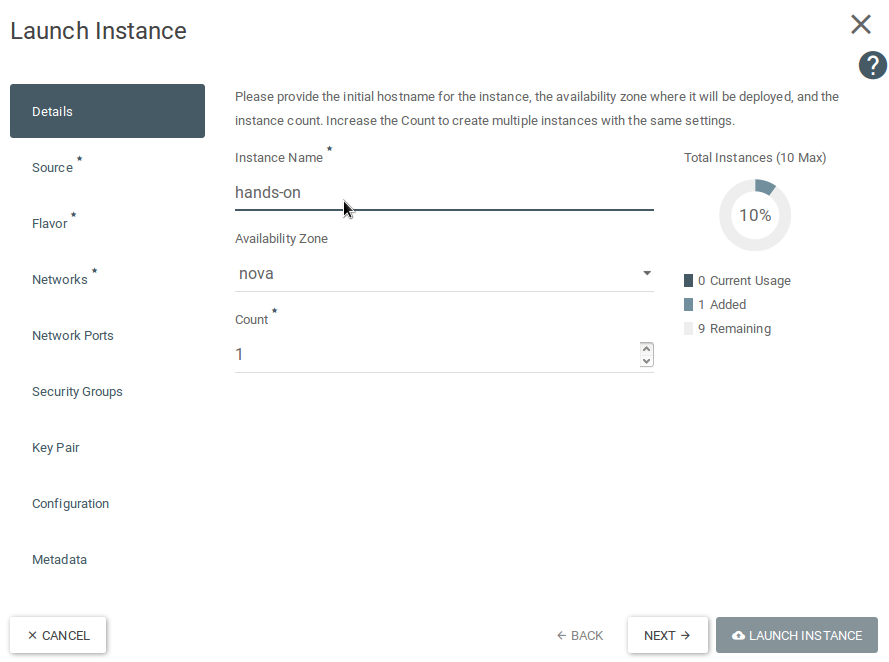 Launch Instance
?
Details
Source *
Flavor *
Networks *
Network Ports
Security Groups
Key Pair
Configuration
Metadata
Please provide the initial hostname for the instance, the availability zone where it will be deployed, and the
instance count. Increase the Count to create multiple instances with the same settings.
Instance Name *
hands-on
Availability Zone
nova
Count *
1
Total Instances (10 Max)
10%
0 Current Usage
1 Added
9 Remaining
CANCEL
BACK
NEXT
LAUNCH INSTANCE